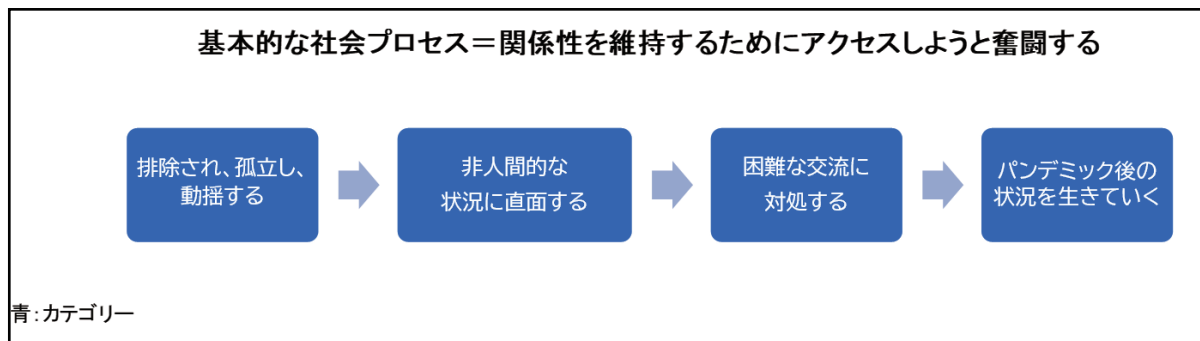 基本的な社会プロセス＝関係性を維持するためにアクセスしようと奮闘する
排除され、孤立し、
動揺する
非人間的な
状況に直面する
困難な交流に
対処する
パンデミック後の
状況を生きていく
青：カテゴリー